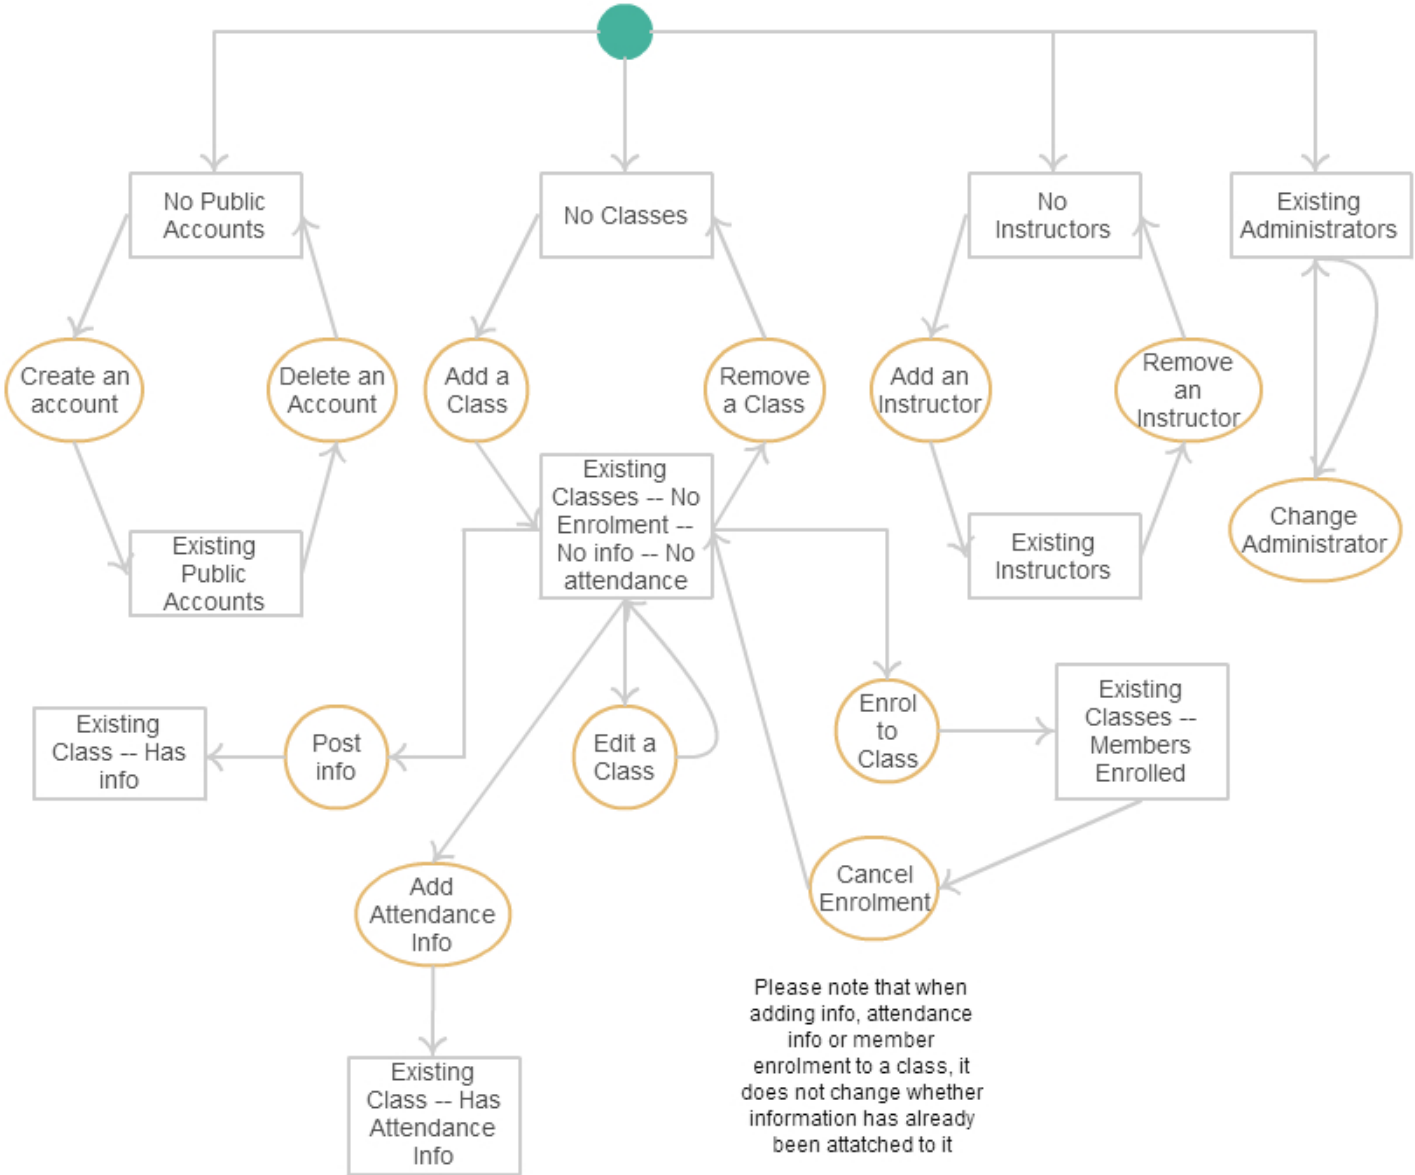 No Public
Accounts
No Classes
No
Instructors
Existing
Administrators
Create an
account
Delete an
Account
Add a
Class
Remove
a Class
Add an
Instructor
Remove
an
Instructor
Existing
Classes -- No
Enrolment --
No info -- No
attendance
Existing
Public
Accounts
Existing
Instructors
Change
Administrator
Existing
Class -- Has
info
Post
info
Edit a
Class
Enrol
to
Class
Existing
Classes --
Members
Enrolled
Add
Attendance
Info
Cancel
Enrolment
Existing
Class -- Has
Attendance
Info
Please note that when
adding info, attendance
info or member
enrolment to a class, it
does not change whether
information has already
been attatched to it